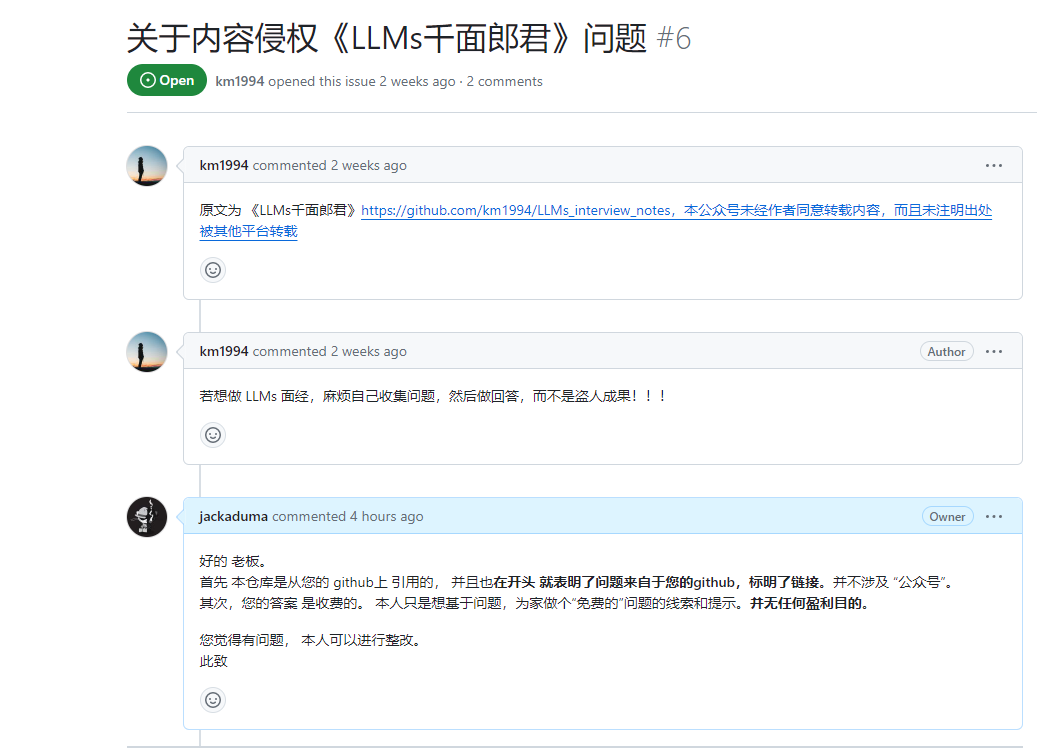 关于内容侵权《LLMs千面郎君》问题 #6
Open km1994 opened this issue 2 weeks ago · 2 comments
km1994 commented 2 weeks ago
原文为 《LLMs千面郎君》https://github.com/km1994/LLMs_interview_notes，本公众号未经作者同意转载内容，而且未注明出处
被其他平台转载
km1994 commented 2 weeks ago Author
若想做 LLMs 面经，麻烦自己收集问题，然后做回答，而不是盗人成果！！！
jackaduma commented 4 hours ago Owner
好的 老板。
首先 本仓库是从您的 github上 引用的， 并且也在开头 就表明了问题来自于您的github，标明了链接。并不涉及 “公众号”。
其次，您的答案 是收费的。 本人只是想基于问题，为家做个“免费的”问题的线索和提示。并无任何盈利目的。
您觉得有问题， 本人可以进行整改。
此致